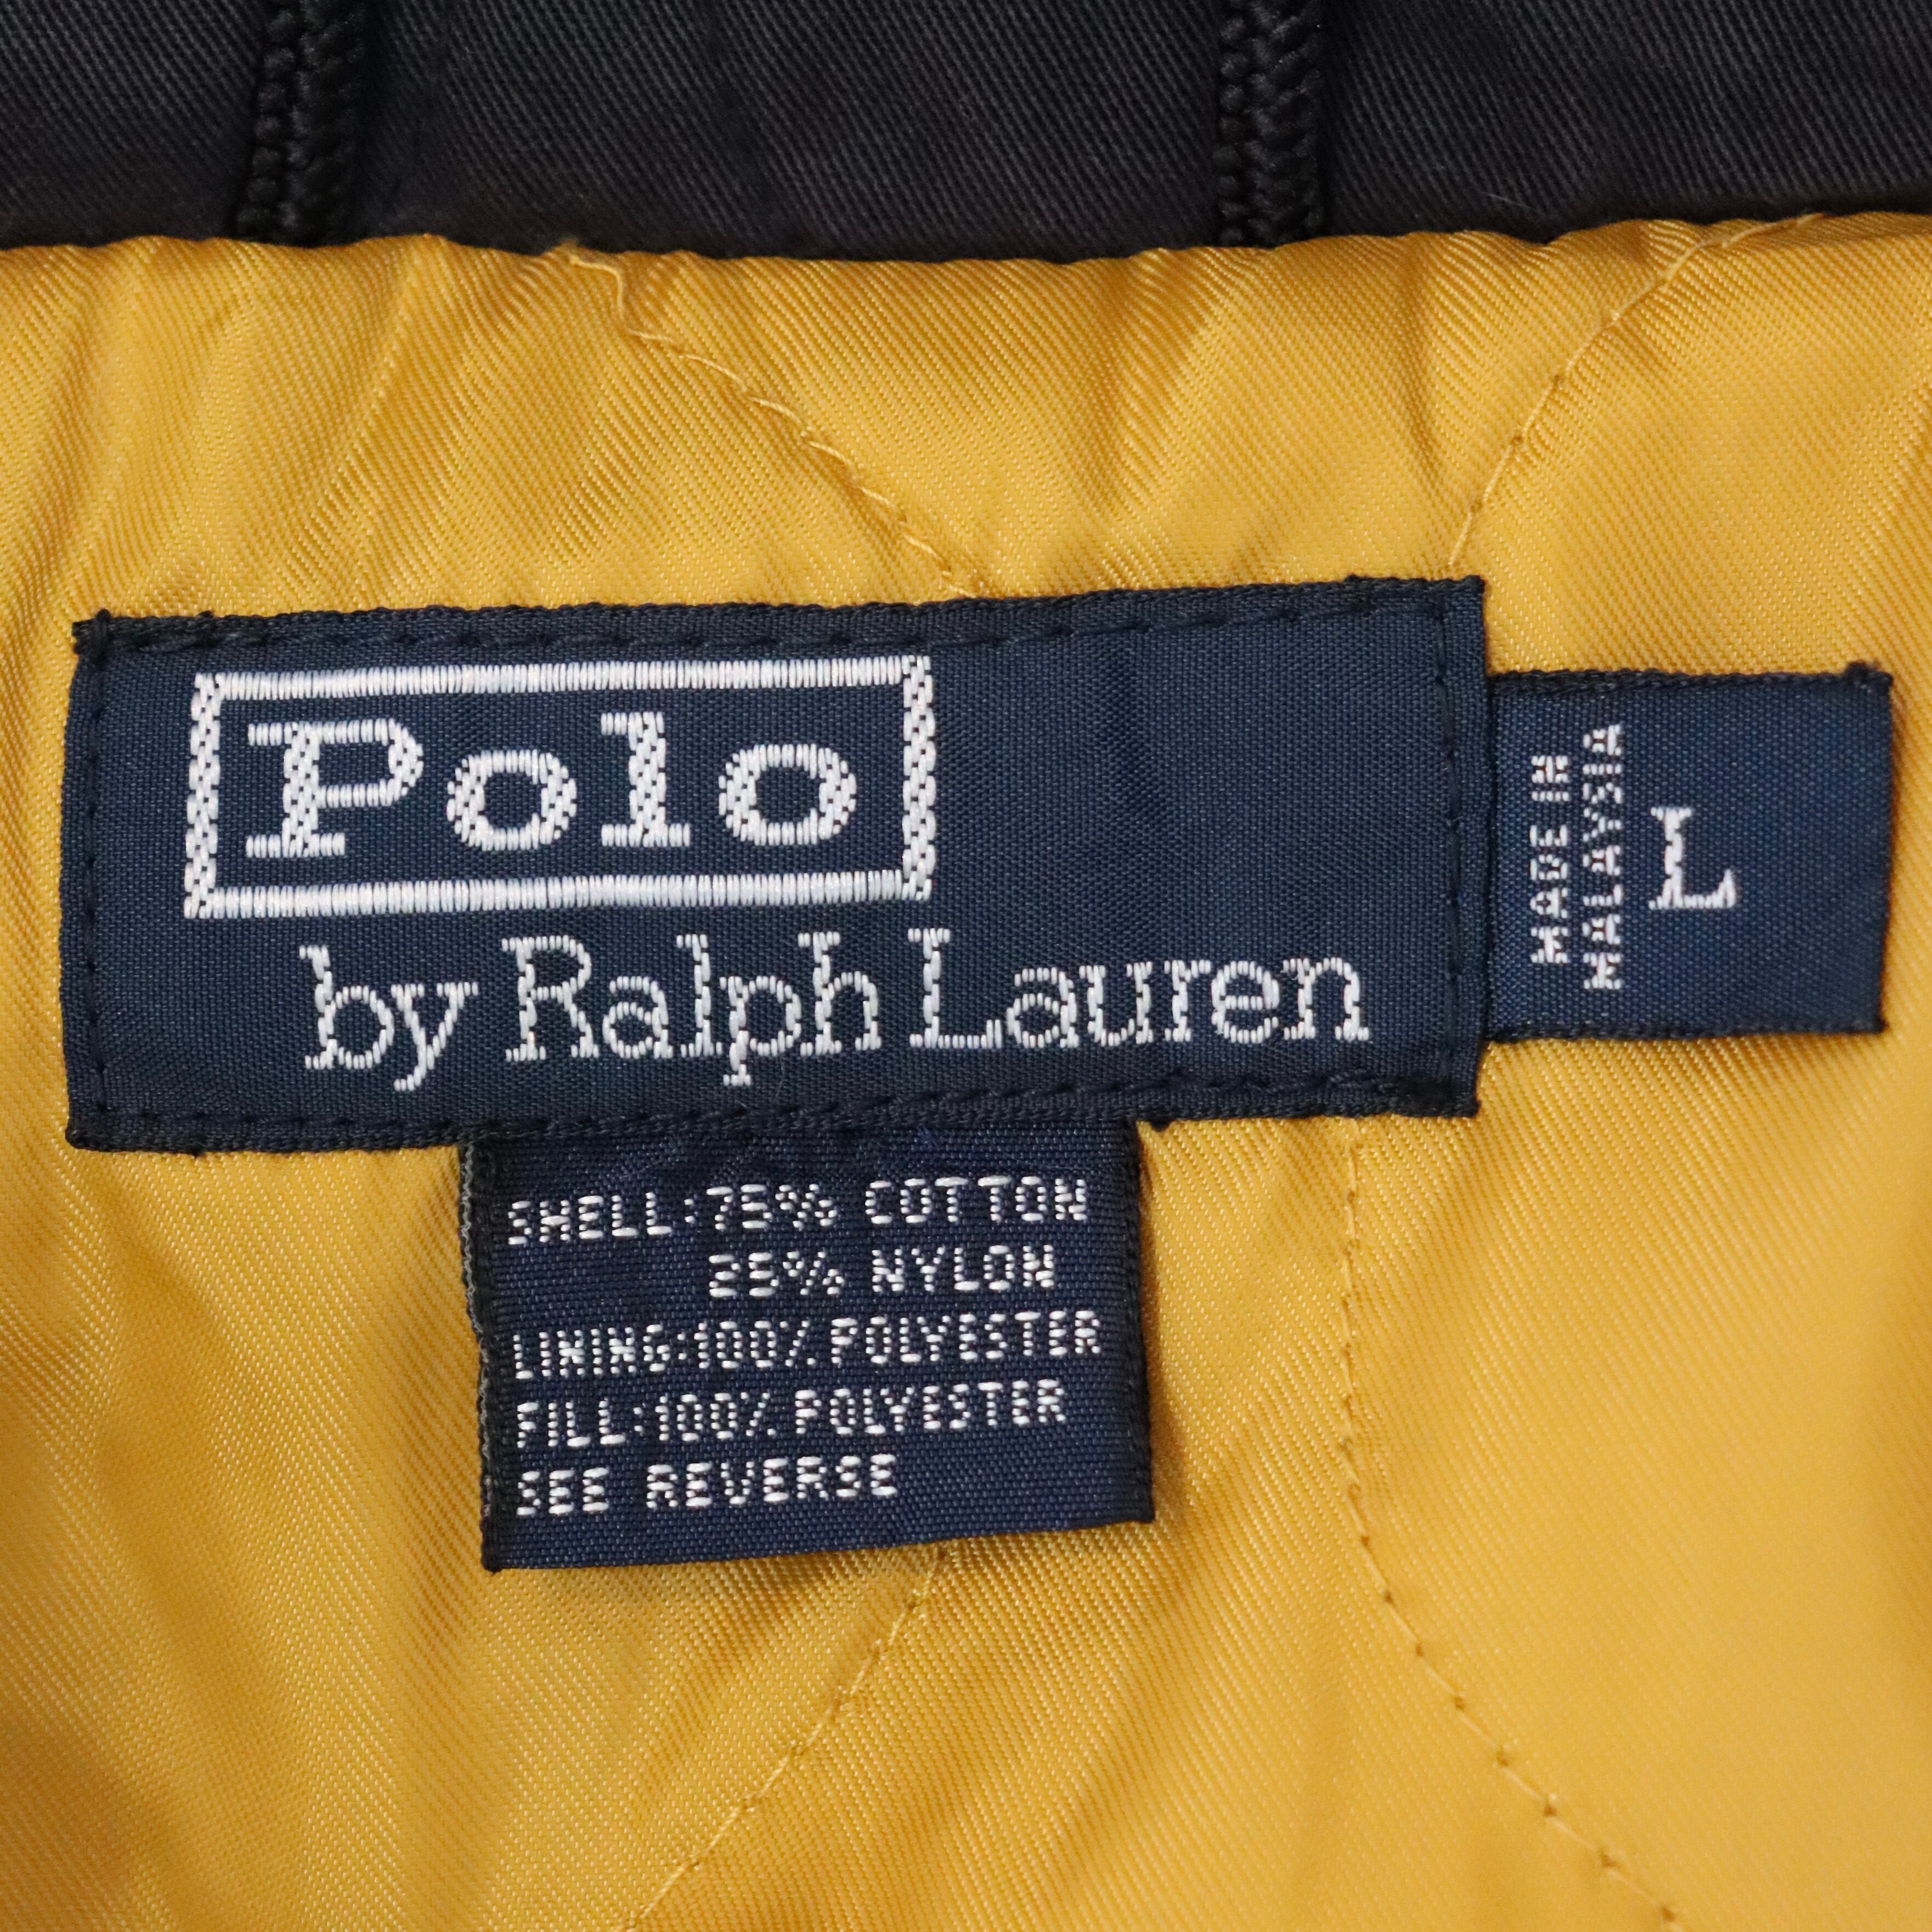 Polo
by Ralph Lauren
MADE IN
MALAYSIA
L
SHELL:75% COTTON
25% NYLON
LINING:100% POLYESTER
FILL:100% POLYESTER
SEE REVERSE